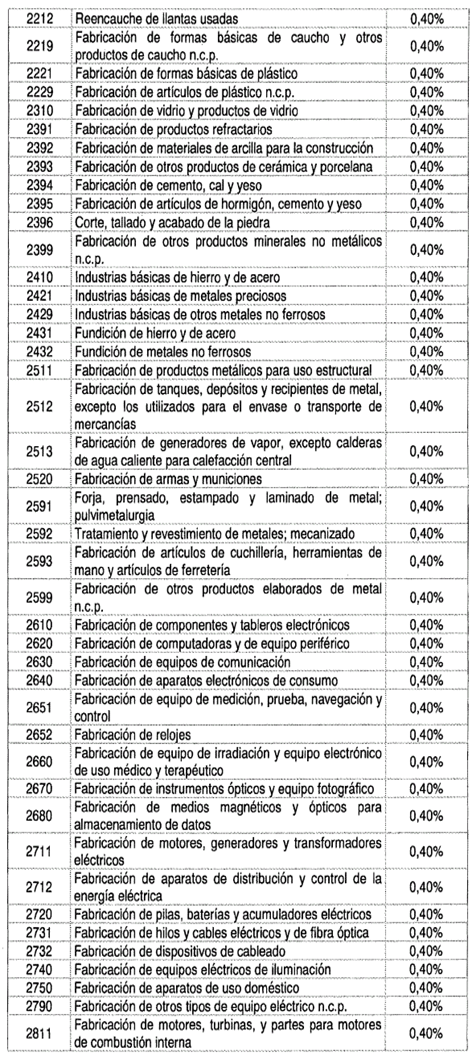 2212 Reencauche de llantas usadas 0,40%
2219 Fabricación de formas básicas de caucho y otros 0,40%
productos de caucho n.c.p.
2221 Fabricación de formas básicas de plástico 0,40%
2229 Fabricación de artículos de plástico n.c.p. 0,40%
2310 Fabricación de vidrio y productos de vidrio 0,40%
2391 Fabricación de productos refractarios 0,40%
2392 Fabricación de materiales de arcilla para la construcción 0,40%
2393 Fabricación de otros productos de cerámica y porcelana 0,40%
2394 Fabricación de cemento, cal y yeso 0,40%
2395 Fabricación de artículos de hormigón, cemento y yeso 0,40%
2396 Corte, tallado y acabado de la piedra 0,40%
2399 Fabricación de otros productos minerales no metálicos 0,40%
n.c.p.
2410 Industrias básicas de hierro y de acero 0,40%
2421 Industrias básicas de metales preciosos 0,40%
2429 Industrias básicas de otros metales no ferrosos 0,40%
2431 Fundición de hierro y de acero 0,40%
2432 Fundición de metales no ferrosos 0,40%
2511 Fabricación de productos metálicos para uso estructural 0,40%
Fabricación de tanques, depósitos y recipientes de metal,
2512 excepto los utilizados para el envase o transporte de 0,40%
mercancías
2513 Fabricación de generadores de vapor, excepto calderas 0,40%
de agua caliente para calefacción central
2520 Fabricación de armas y municiones 0,40%
2591 Forja, prensado, estampado y laminado de metal; 0,40%
pulvimetalurgia
2592 Tratamiento y revestimiento de metales; mecanizado 0,40%
2593 Fabricación de artículos de cuchillería, herramientas de 0,40%
mano y artículos de ferretería
2599 Fabricación de otros productos elaborados de metal 0,40%
n.c.p.
2610 Fabricación de componentes y tableros electrónicos 0,40%
2620 Fabricación de computadoras y de equipo periférico 0,40%
2630 Fabricación de equipos de comunicación 0,40%
2640 Fabricación de aparatos electrónicos de consumo 0,40%
2651 Fabricación de equipo de medición, prueba, navegación y 0,40%
control
2652 Fabricación de relojes 0,40%
2660 Fabricación de equipo de irradiación y equipo electrónico 0,40%
de uso médico y terapéutico
2670 Fabricación de instrumentos ópticos y equipo fotográfico 0,40%
2680 Fabricación de medios magnéticos y ópticos para 0,40%
almacenamiento de datos
2711 Fabricación de motores, generadores y transformadores 0,40%
eléctricos
2712 Fabricación de aparatos de distribución y control de la 0,40%
energía eléctrica
2720 Fabricación de pilas, baterías y acumuladores eléctricos 0,40%
2731 Fabricación de hilos y cables eléctricos y de fibra óptica 0,40%
2732 Fabricación de dispositivos de cableado 0,40%
2740 Fabricación de equipos eléctricos de iluminación 0,40%
2750 Fabricación de aparatos de uso doméstico 0,40%
2790 Fabricación de otros tipos de equipo eléctrico n.c.p. 0,40%
2811 Fabricación de motores, turbinas, y partes para motores 0,40%
de combustión interna